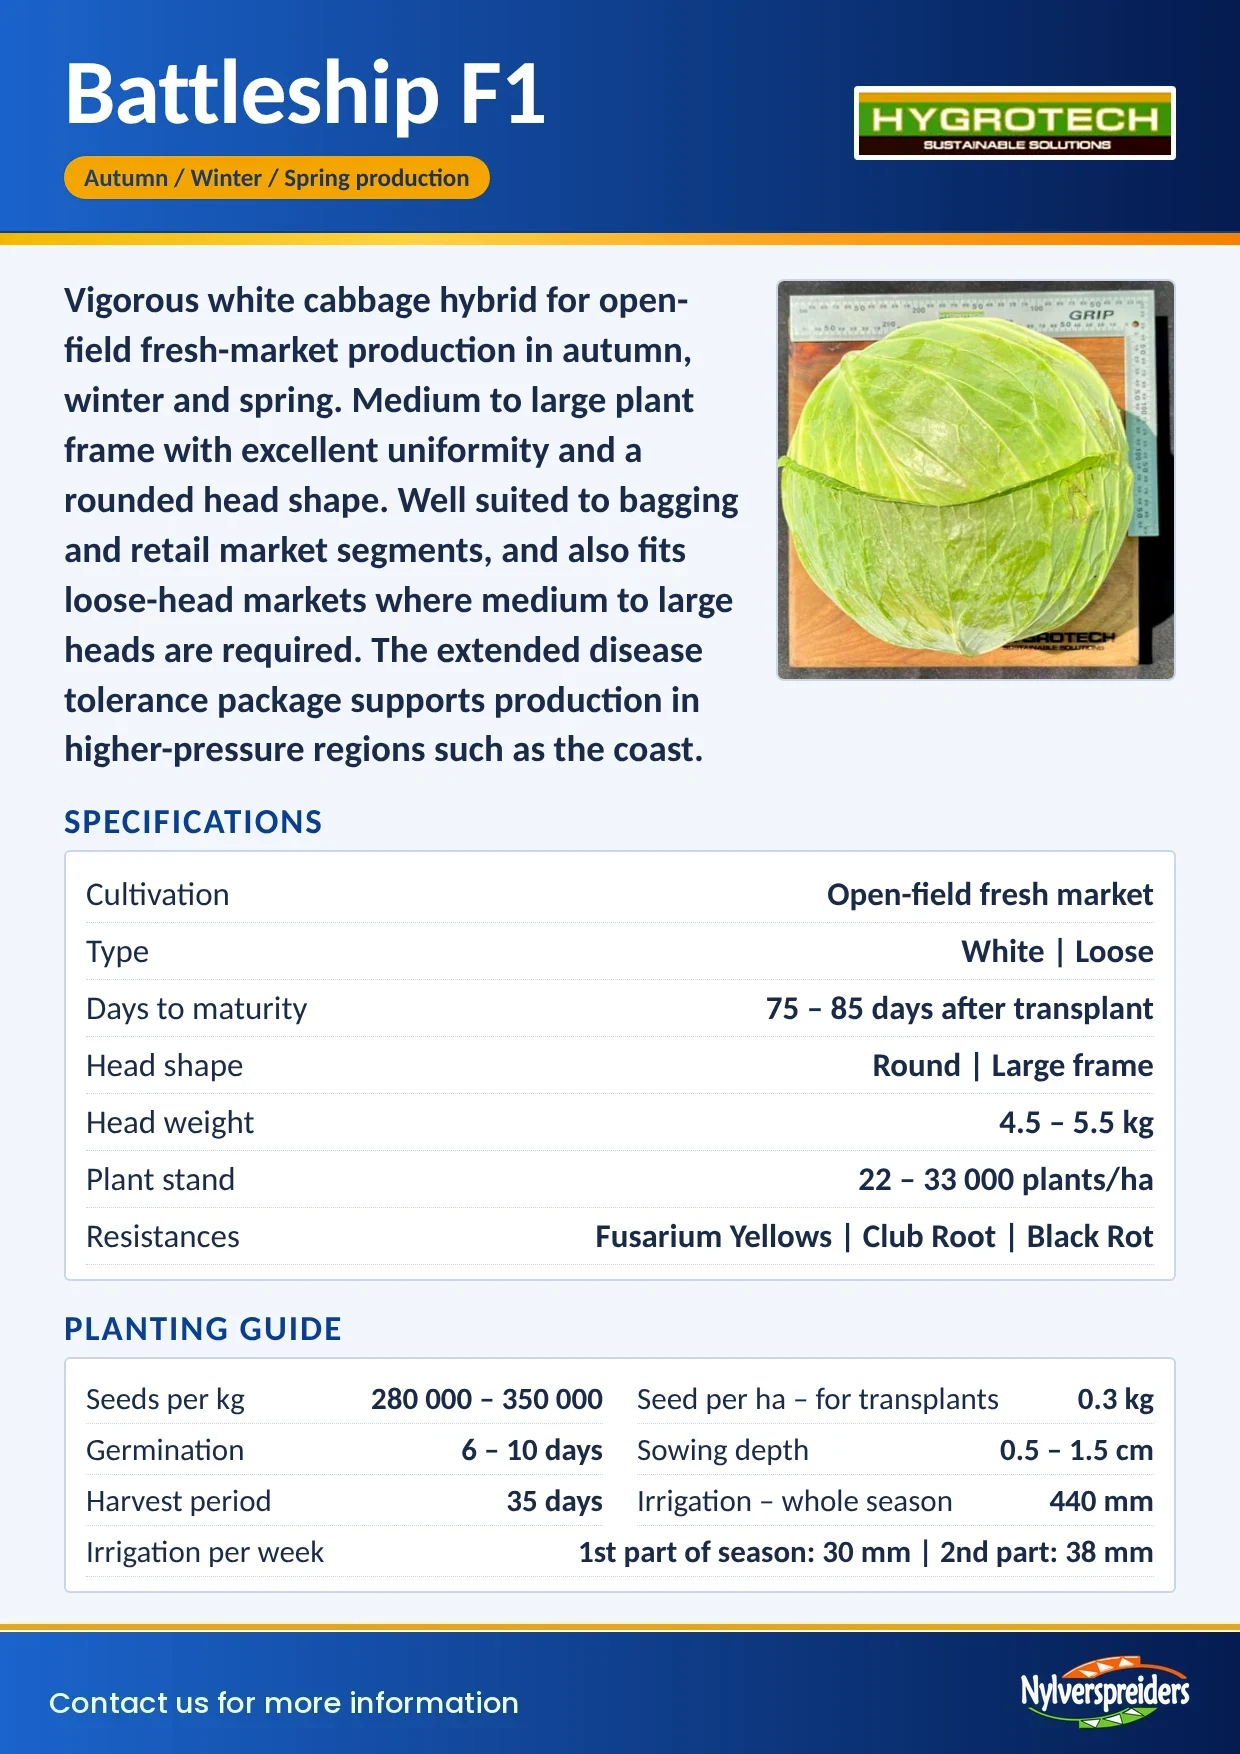 Battleship F1
HYGROTECH
SUSTAINABLE SOLUTIONS
Autumn / Winter / Spring production
Vigorous white cabbage hybrid for open-
field fresh-market production in autumn,
winter and spring. Medium to large plant
frame with excellent uniformity and a
rounded head shape. Well suited to bagging
and retail market segments, and also fits
loose-head markets where medium to large
heads are required. The extended disease
tolerance package supports production in
higher-pressure regions such as the coast.
GRIP
SPECIFICATIONS
Cultivation Open-field fresh market
Type White | Loose
Days to maturity 75 – 85 days after transplant
Head shape Round | Large frame
Head weight 4.5 – 5.5 kg
Plant stand 22 – 33 000 plants/ha
Resistances Fusarium Yellows | Club Root | Black Rot
PLANTING GUIDE
Seeds per kg 280 000 – 350 000 Seed per ha – for transplants 0.3 kg
Germination 6 – 10 days Sowing depth 0.5 – 1.5 cm
Harvest period 35 days Irrigation – whole season 440 mm
Irrigation per week 1st part of season: 30 mm | 2nd part: 38 mm
Contact us for more information
Nylverspreiders